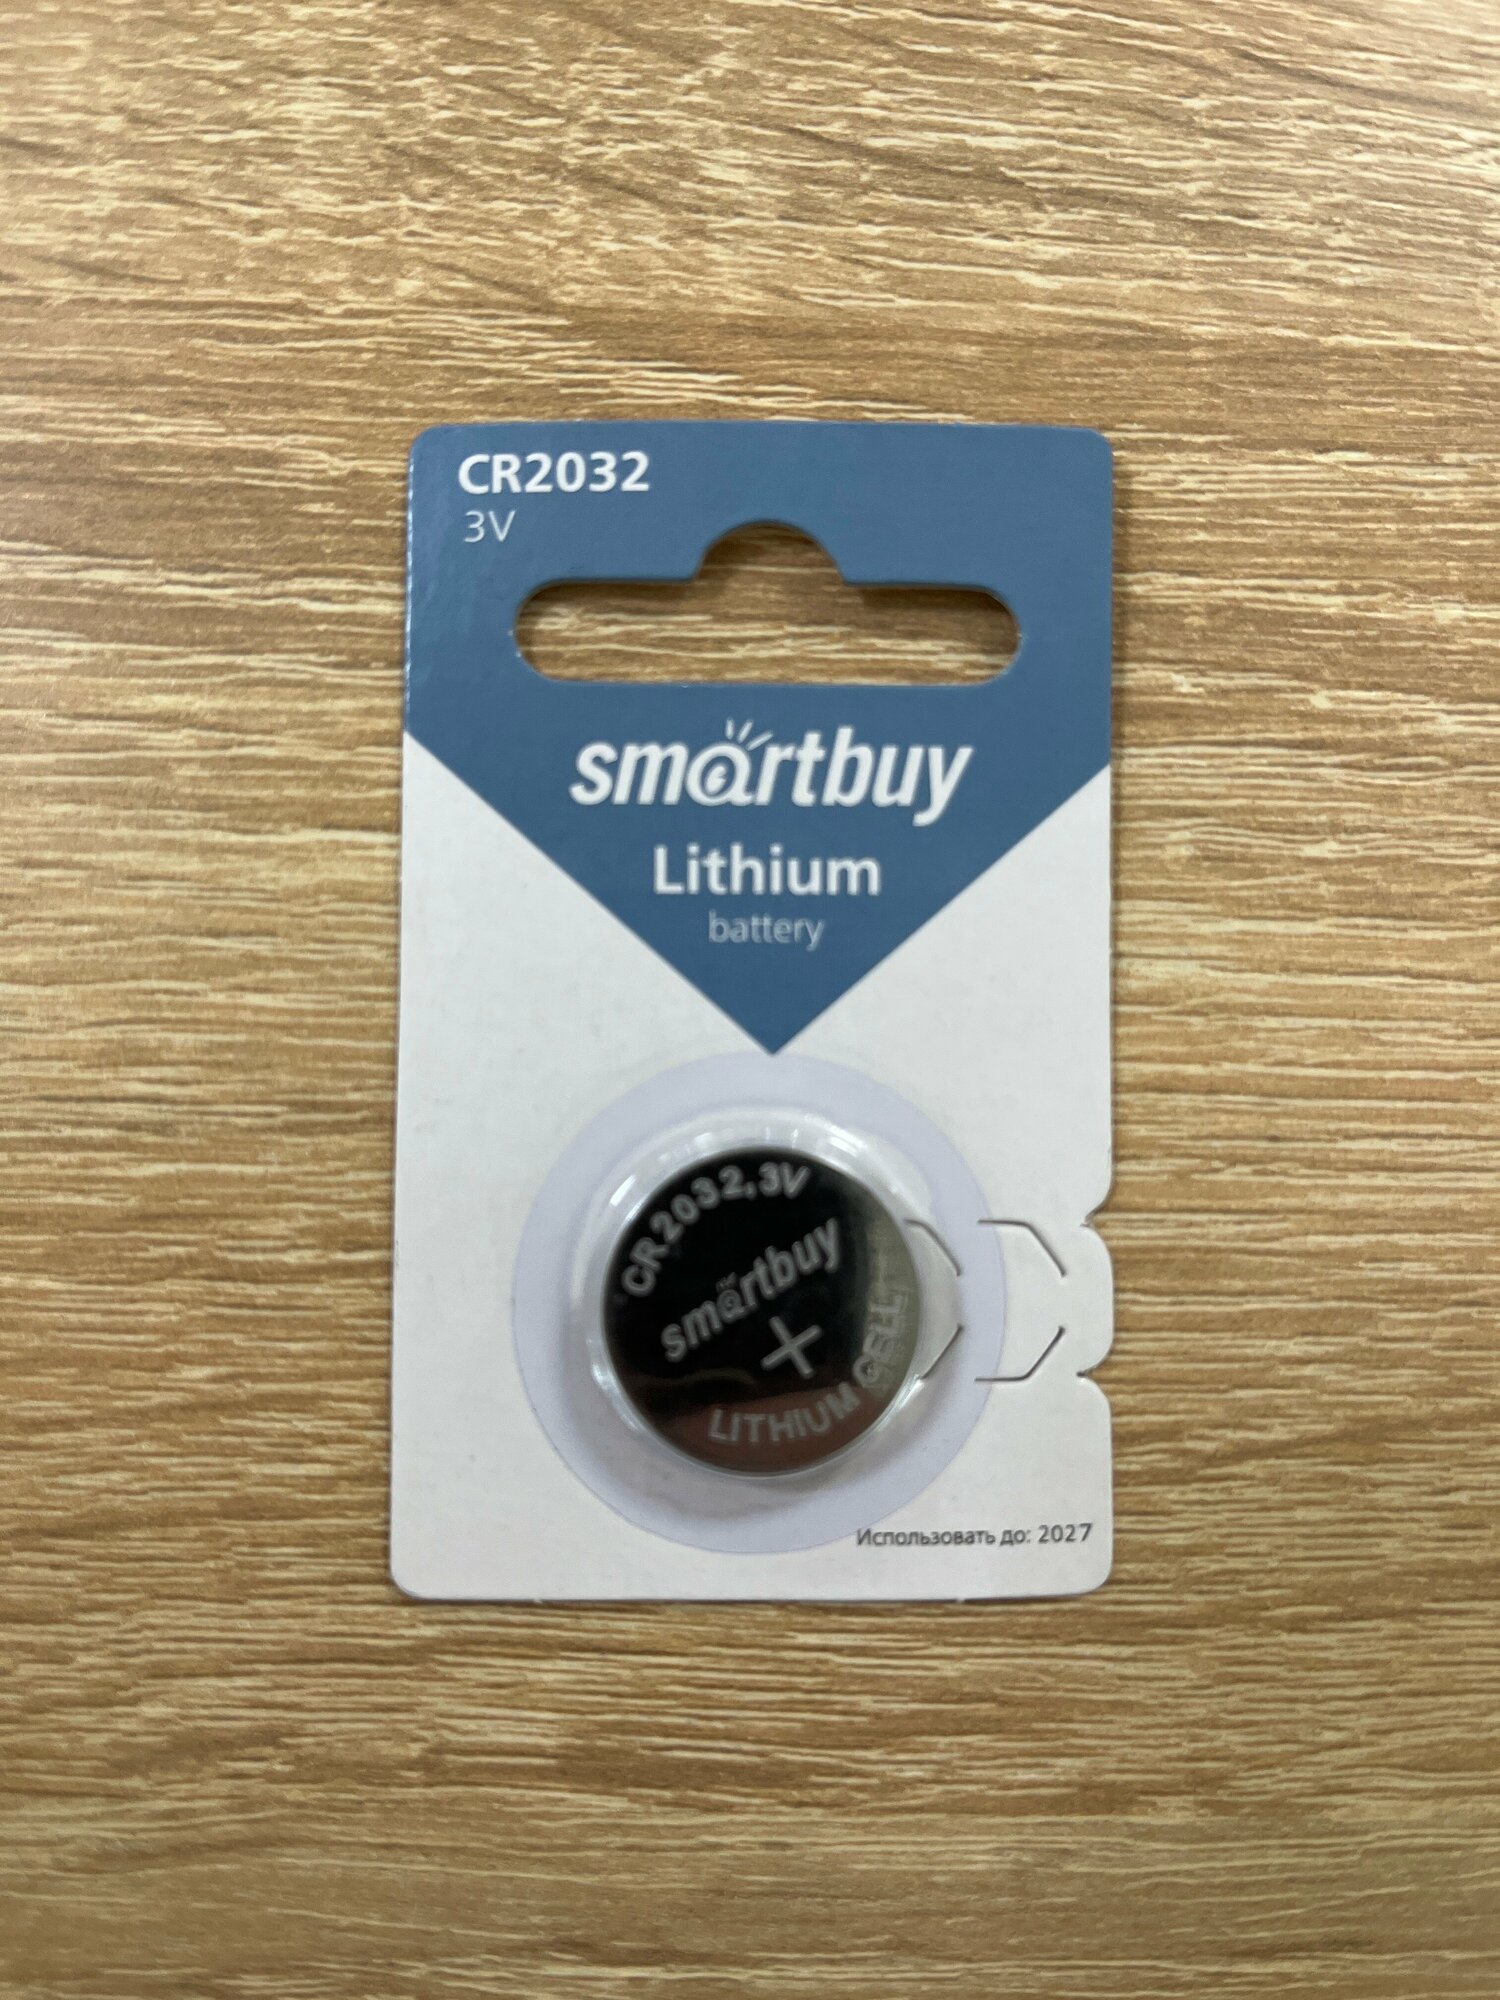 CR2032
3V
smartbuy
Lithium
battery
CR2032, 3V
smartbuy
+
LITHIUM CELL
Использовать до: 2027